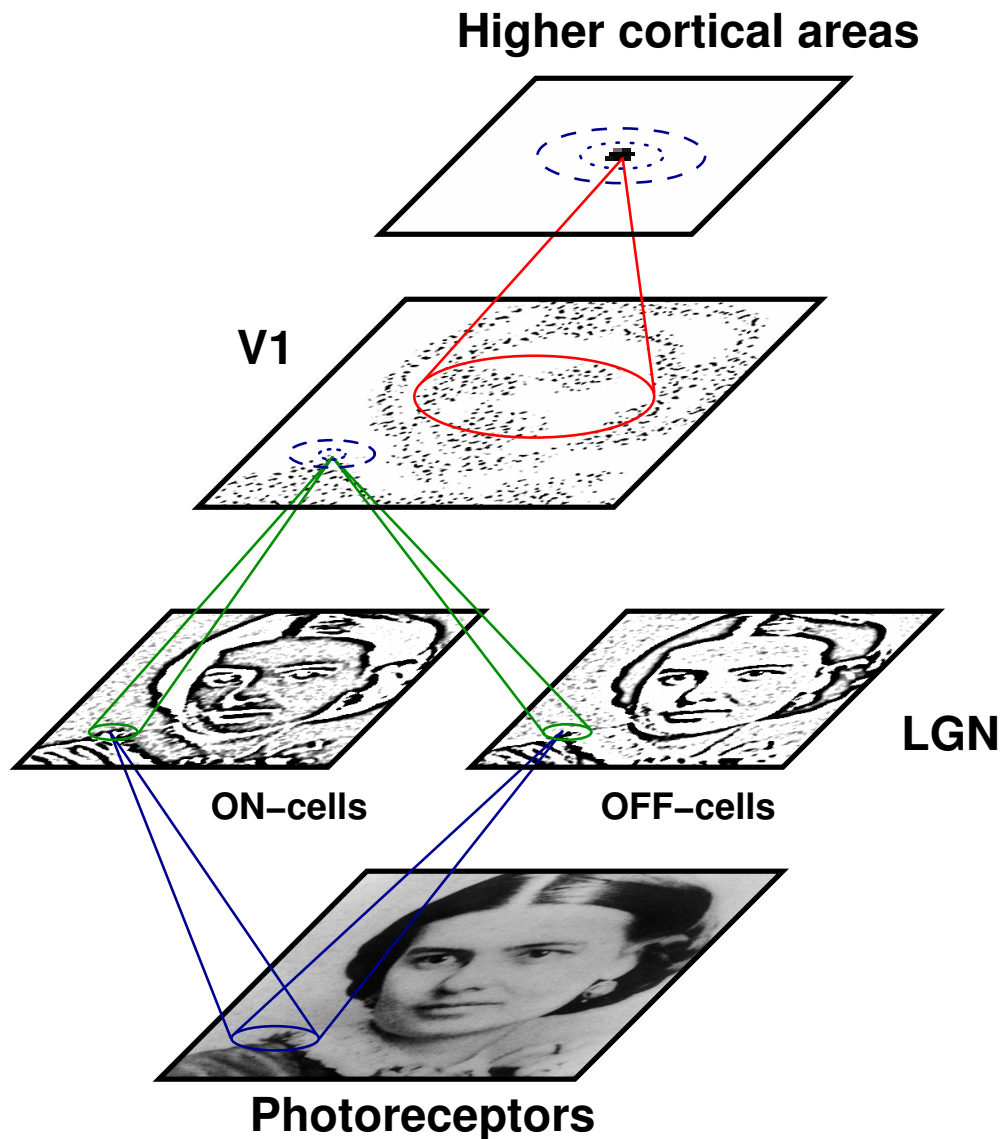 Higher cortical areas
V1
LGN
ON−cells
OFF−cells
Photoreceptors